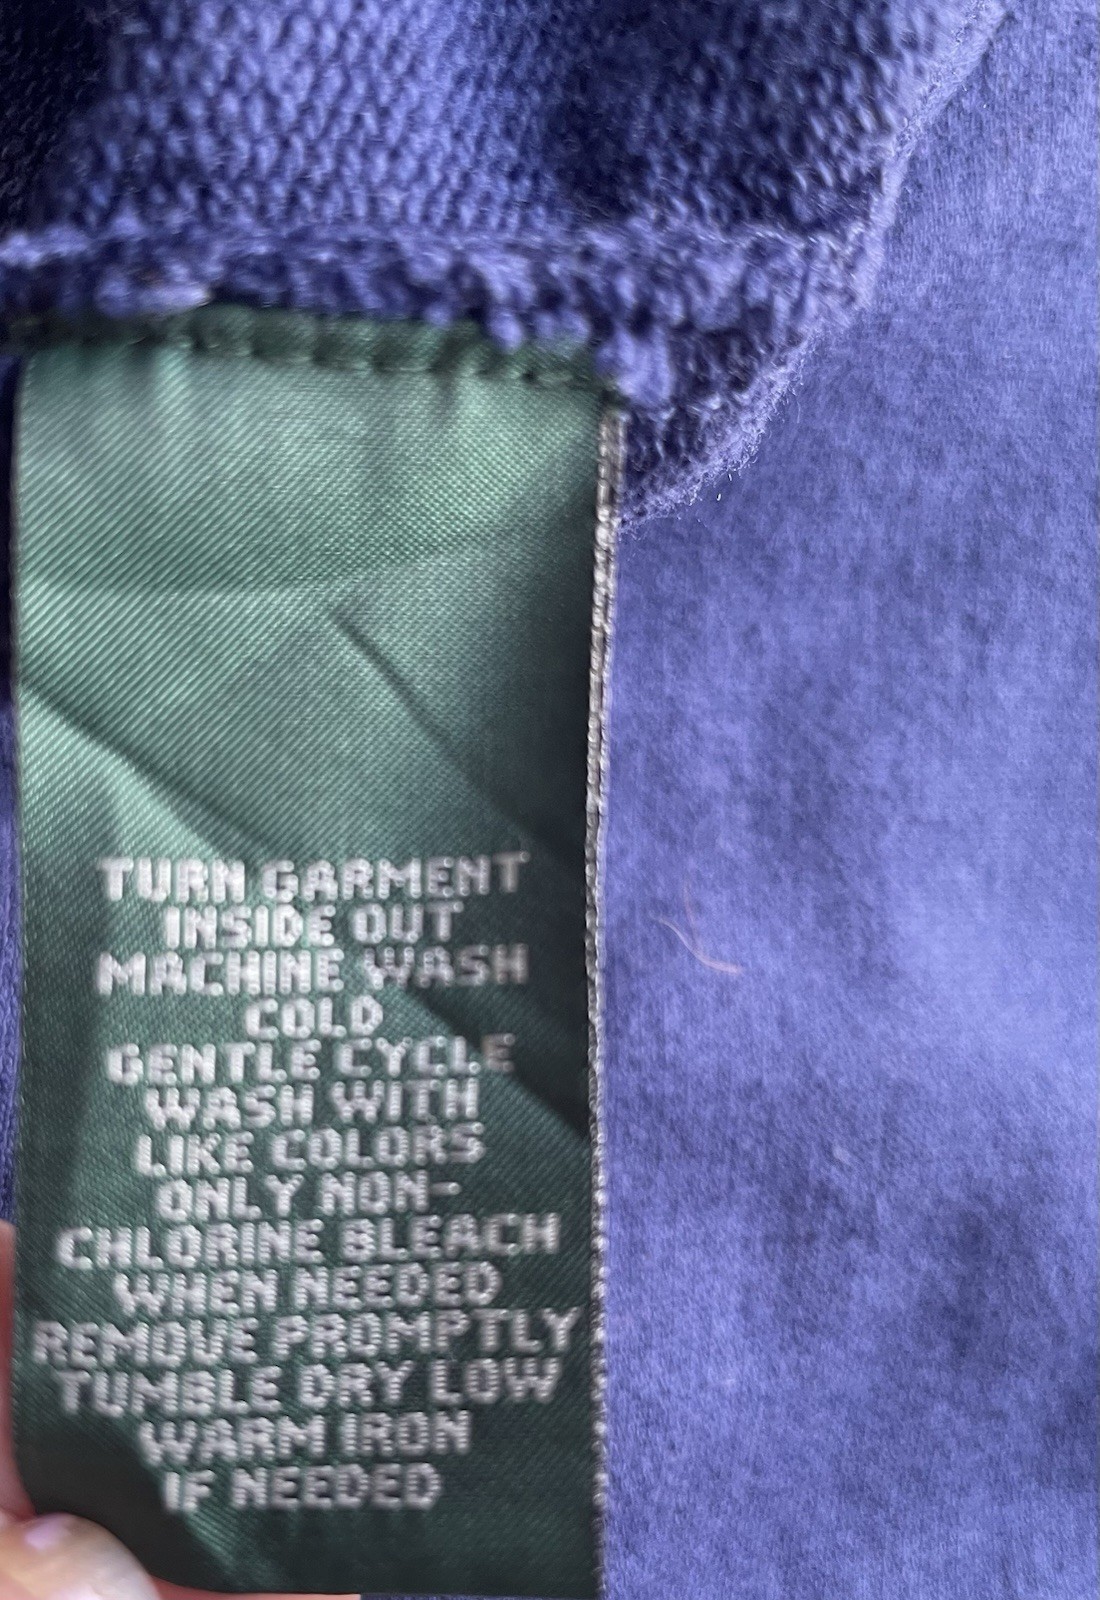 TURN GARMENT
INSIDE OUT
MACHINE WASH
COLD
GENTLE CYCLE
WASH WITH
LIKE COLORS
ONLY NON-
CHLORINE BLEACH
WHEN NEEDED
REMOVE PROMPTLY
TUMBLE DRY LOW
WARM IRON
IF NEEDED